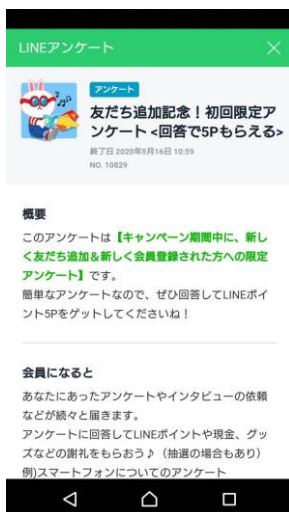 LINEアンケート
アンケート
友だち追加記念！初回限定ア
ンケート <回答で5Pもらえる>
終了日 2020年5月16日 10:59
NO. 10829
概要
このアンケートは【キャンペーン期間中に、新し
く友だち追加＆新しく会員登録された方への限定
アンケート】です。
簡単なアンケートなので、ぜひ回答してLINEポイ
ント5Pをゲットしてくださいね！
会員になると
あなたにあったアンケートやインタビューの依頼
などが続々と届きます。
アンケートに回答してLINEポイントや現金、グッ
ズなどの謝礼をもらおう♪（抽選の場合もあり）
例)スマートフォンについてのアンケート